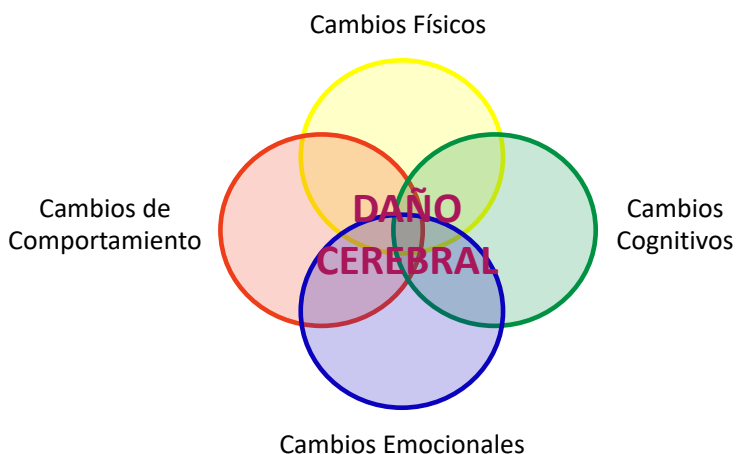 Cambios Físicos
DAÑO
CEREBRAL
Cambios de
Comportamiento
Cambios
Cognitivos
Cambios Emocionales